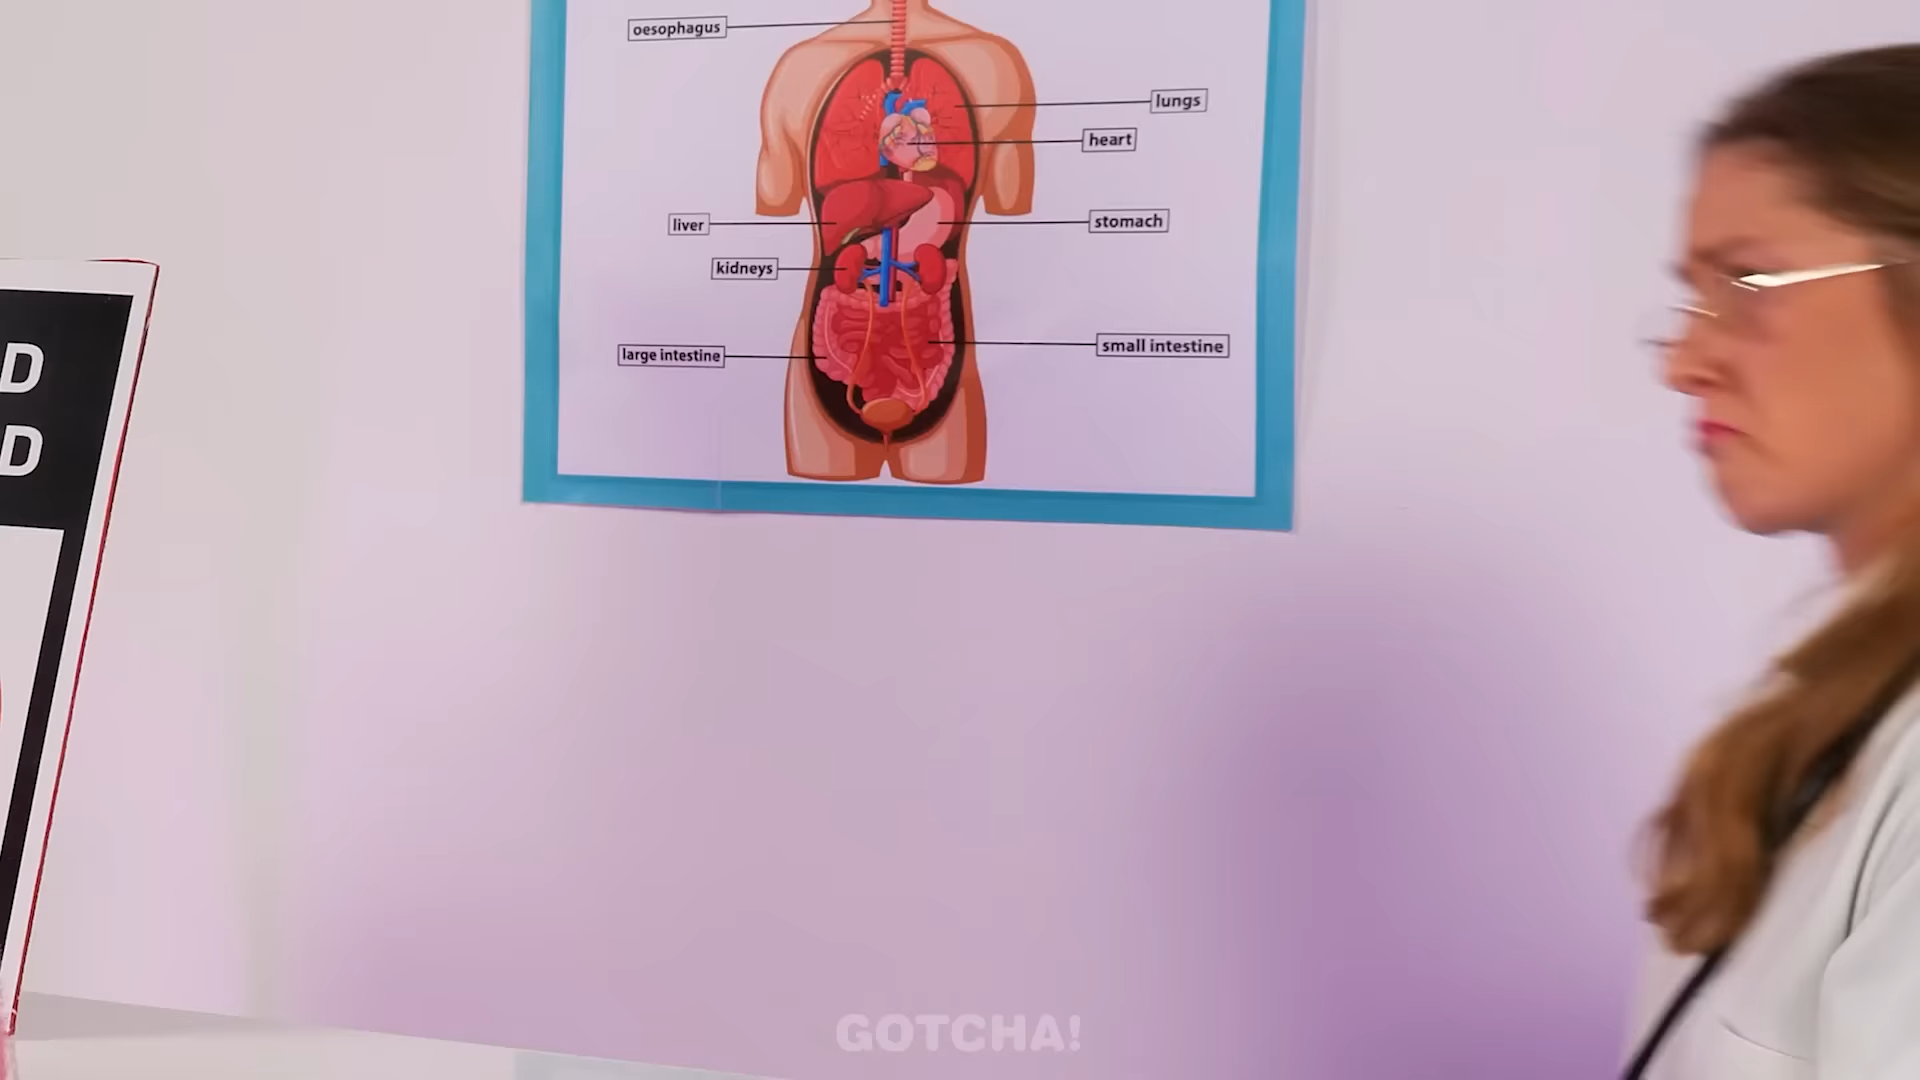 oesophagus
lungs
heart
liver
stomach
kidneys
large intestine
small intestine
D
D
GOTCHA!